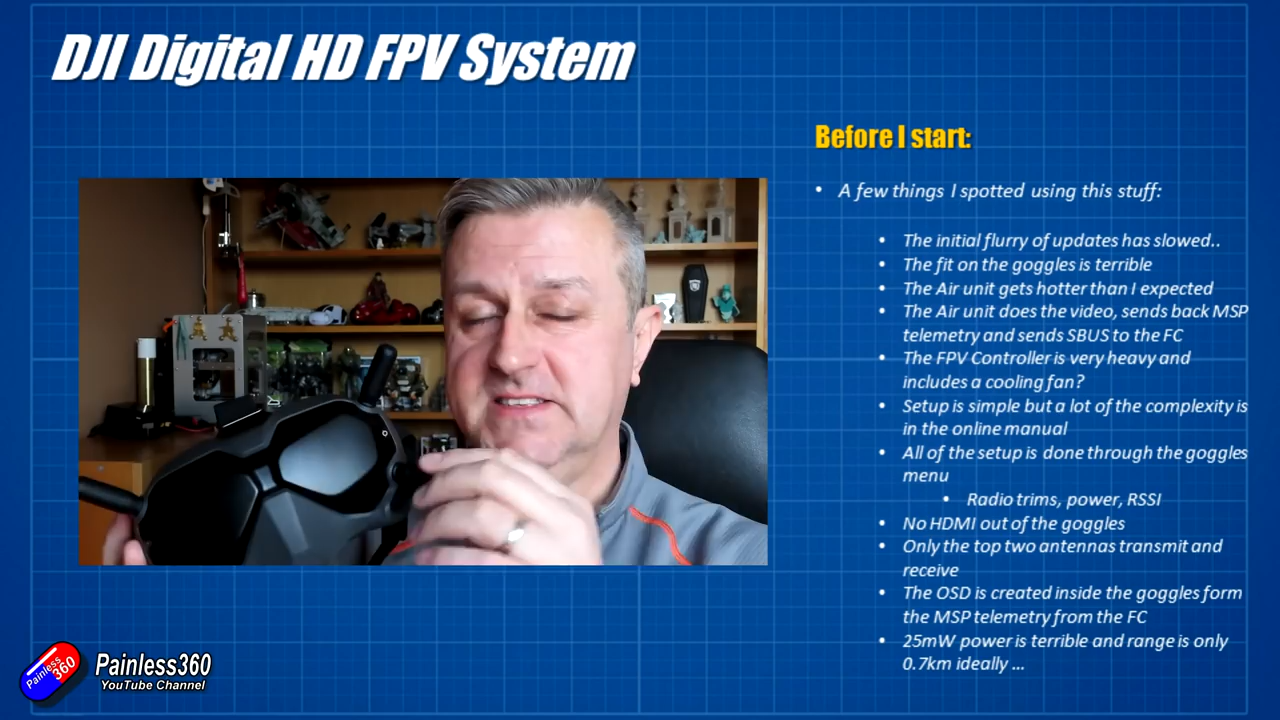 DJI Digital HD FPV System
Before I start:
• A few things I spotted using this stuff:
• The initial flurry of updates has slowed..
• The fit on the goggles is terrible
• The Air unit gets hotter than I expected
• The Air unit does the video, sends back MSP
telemetry and sends SBUS to the FC
• The FPV Controller is very heavy and
includes a cooling fan?
• Setup is simple but a lot of the complexity is
in the online manual
• All of the setup is done through the goggles
menu
• Radio trims, power, RSSI
• No HDMI out of the goggles
• Only the top two antennas transmit and
receive
• The OSD is created inside the goggles form
the MSP telemetry from the FC
• 25mW power is terrible and range is only
0.7km ideally ...
Painless
360
Painless360
YouTube Channel